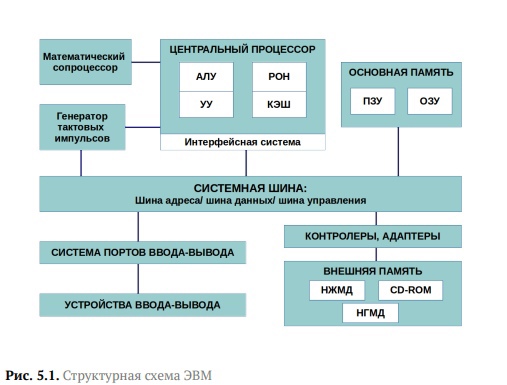 Математический
сопроцессор
ЦЕНТРАЛЬНЫЙ ПРОЦЕССОР
АЛУ
РОН
УУ
КЭШ
Интерфейсная система
ОСНОВНАЯ ПАМЯТЬ
ПЗУ
ОЗУ
Генератор
тактовых
импульсов
СИСТЕМНАЯ ШИНА:
Шина адреса/ шина данных/ шина управления
СИСТЕМА ПОРТОВ ВВОДА-ВЫВОДА
УСТРОЙСТВА ВВОДА-ВЫВОДА
КОНТРОЛЕРЫ, АДАПТЕРЫ
ВНЕШНЯЯ ПАМЯТЬ
НЖМД
CD-ROM
НГМД
Рис. 5.1. Структурная схема ЭВМ